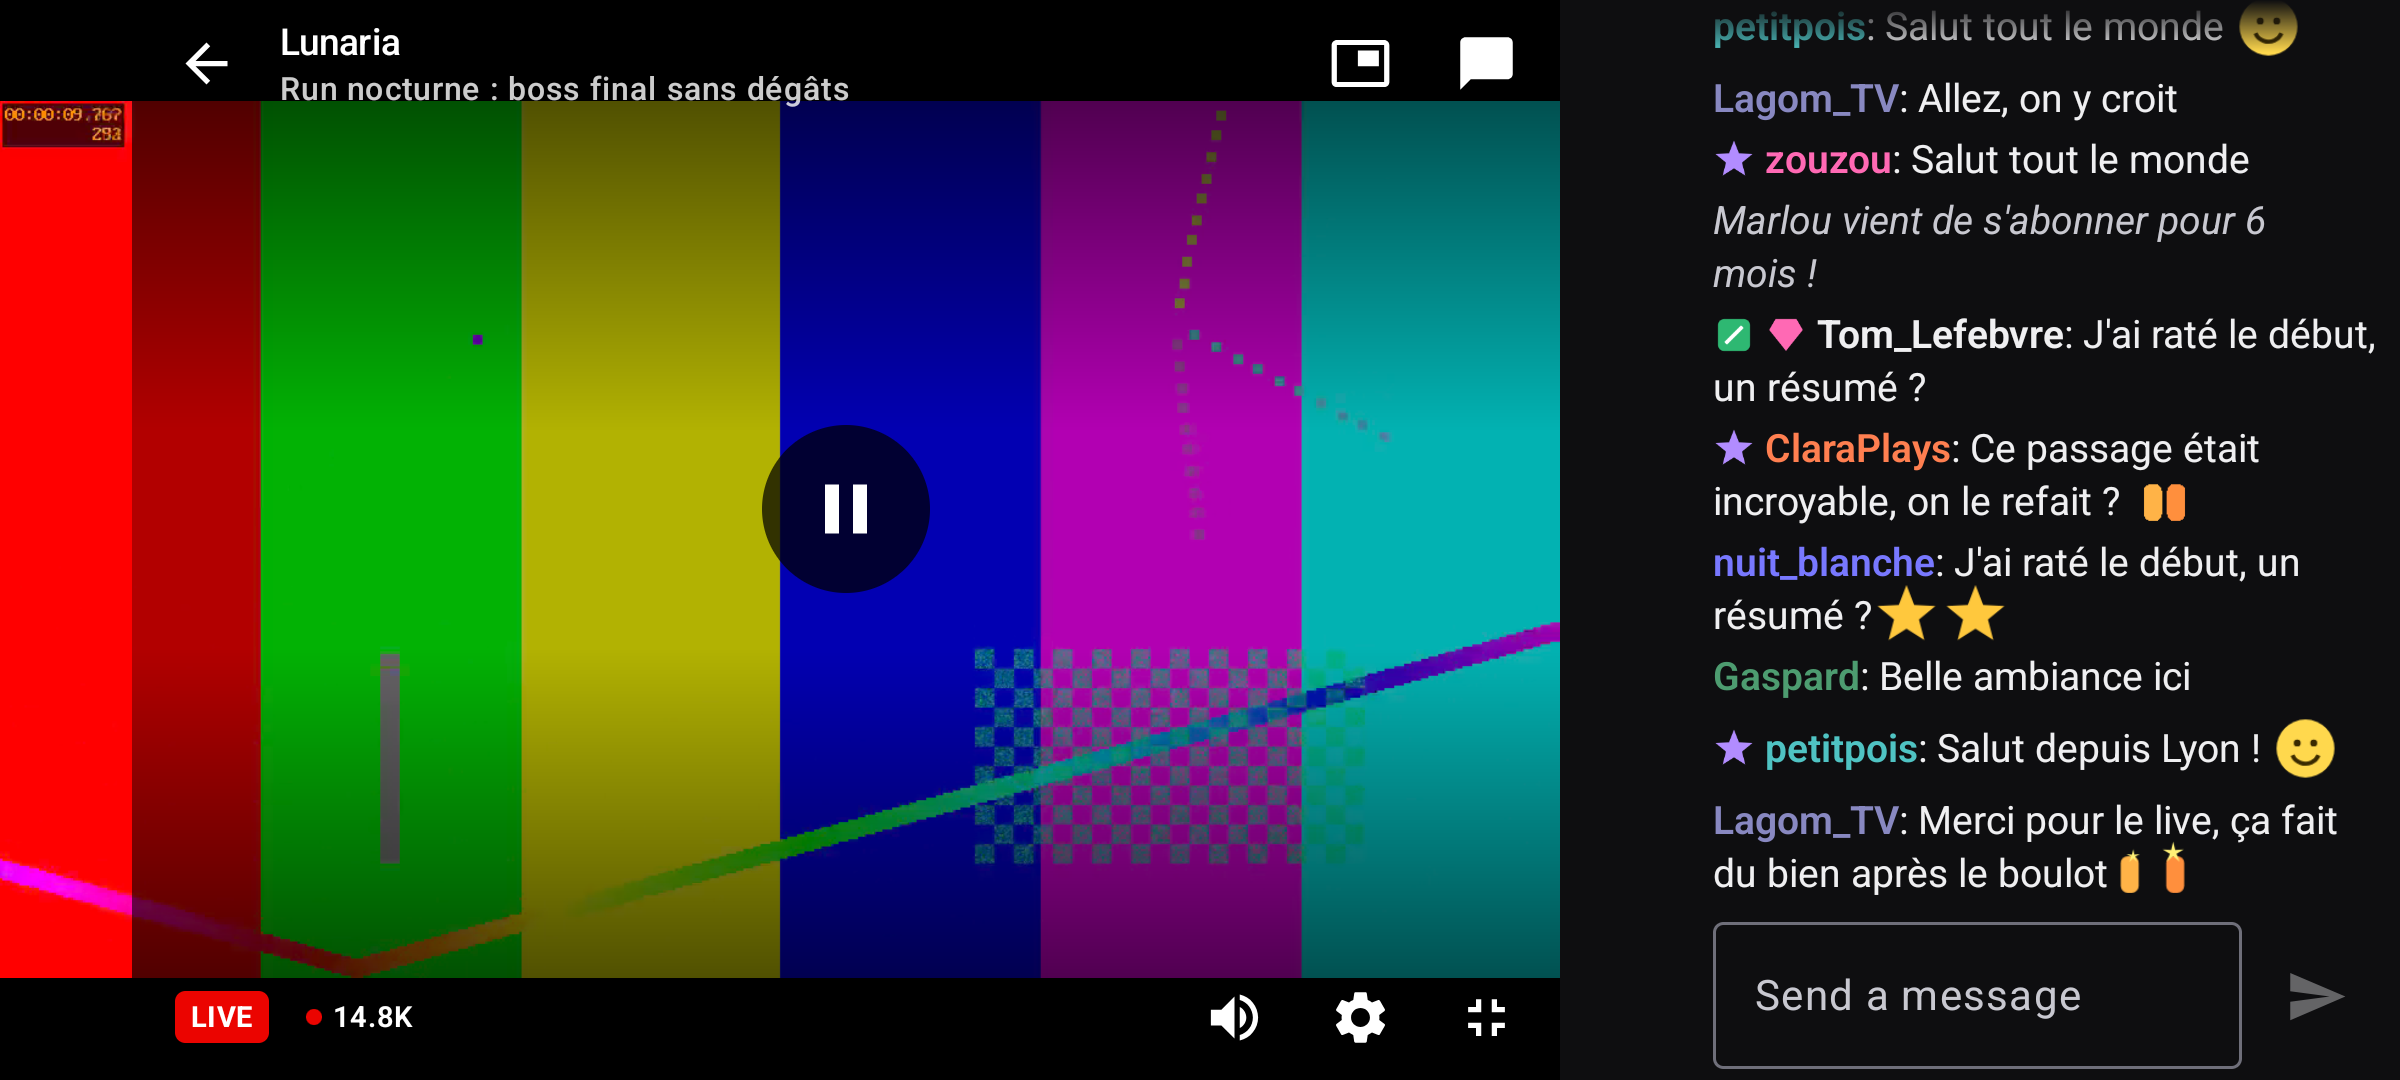 Lunaria
Run nocturne : boss final sans dégâts
00:00:09.767
293
LIVE
14.8K
petitpois: Salut tout le monde
Lagom_TV: Allez, on y croit
zouzou: Salut tout le monde
Marlou vient de s'abonner pour 6
mois !
Tom_Lefebvre: J'ai raté le début,
un résumé ?
ClaraPlays: Ce passage était
incroyable, on le refait ?
nuit_blanche: J'ai raté le début, un
résumé ?
Gaspard: Belle ambiance ici
petitpois: Salut depuis Lyon !
Lagom_TV: Merci pour le live, ça fait
du bien après le boulot
Send a message